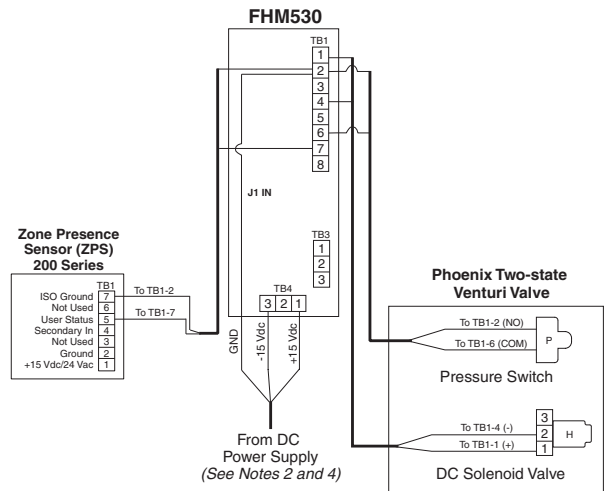 FHM530
TB1
1
2
3
4
5
6
7
8
J1 IN
TB3
1
2
3
TB4
3 2 1
GND
-15 Vdc
+15 Vdc
From DC
Power Supply
(See Notes 2 and 4)
Zone Presence
Sensor (ZPS)
200 Series
TB1
ISO Ground 7
Not Used 6
User Status 5
Secondary In 4
Not Used 3
Ground 2
+15 Vdc/24 Vac 1
To TB1-2
To TB1-7
Phoenix Two-state
Venturi Valve
To TB1-2 (NO)
To TB1-6 (COM)
P
Pressure Switch
3
2
1
H
To TB1-4 (-)
To TB1-1 (+)
DC Solenoid Valve